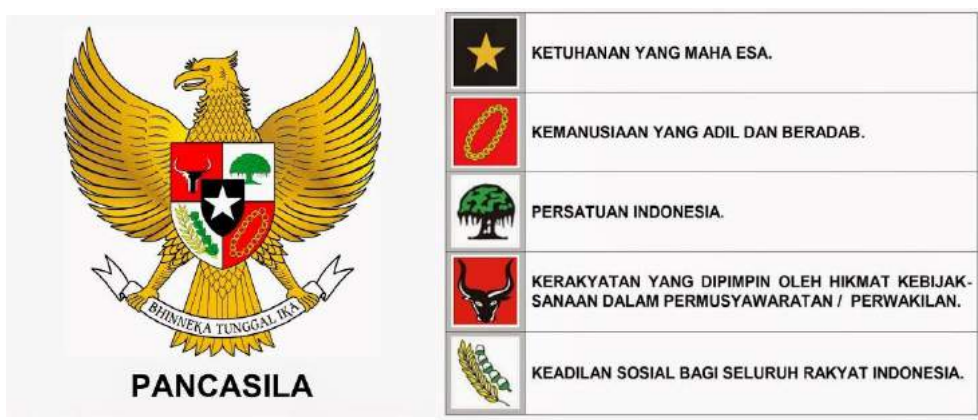 BHINNEKA TUNGGAL IKA
PANCASILA
KETUHANAN YANG MAHA ESA.
KEMANUSIAAN YANG ADIL DAN BERADAB.
PERSATUAN INDONESIA.
KERAKYATAN YANG DIPIMPIN OLEH HIKMAT KEBIJAK-
SANAAN DALAM PERMUSYAWARATAN / PERWAKILAN.
KEADILAN SOSIAL BAGI SELURUH RAKYAT INDONESIA.